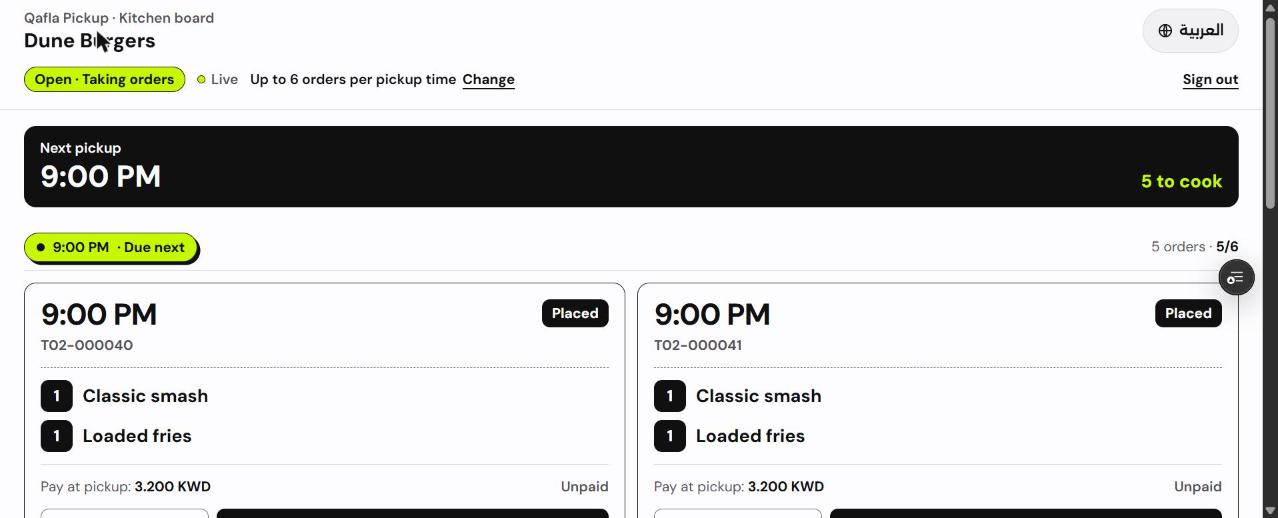 Qafla Pickup · Kitchen board
Dune Burgers
العربية
Open · Taking orders
Live
Up to 6 orders per pickup time Change
Sign out
Next pickup
9:00 PM
5 to cook
9:00 PM · Due next
5 orders · 5/6
9:00 PM
Placed
T02-000040
1 Classic smash
1 Loaded fries
Pay at pickup: 3.200 KWD
Unpaid
9:00 PM
Placed
T02-000041
1 Classic smash
1 Loaded fries
Pay at pickup: 3.200 KWD
Unpaid